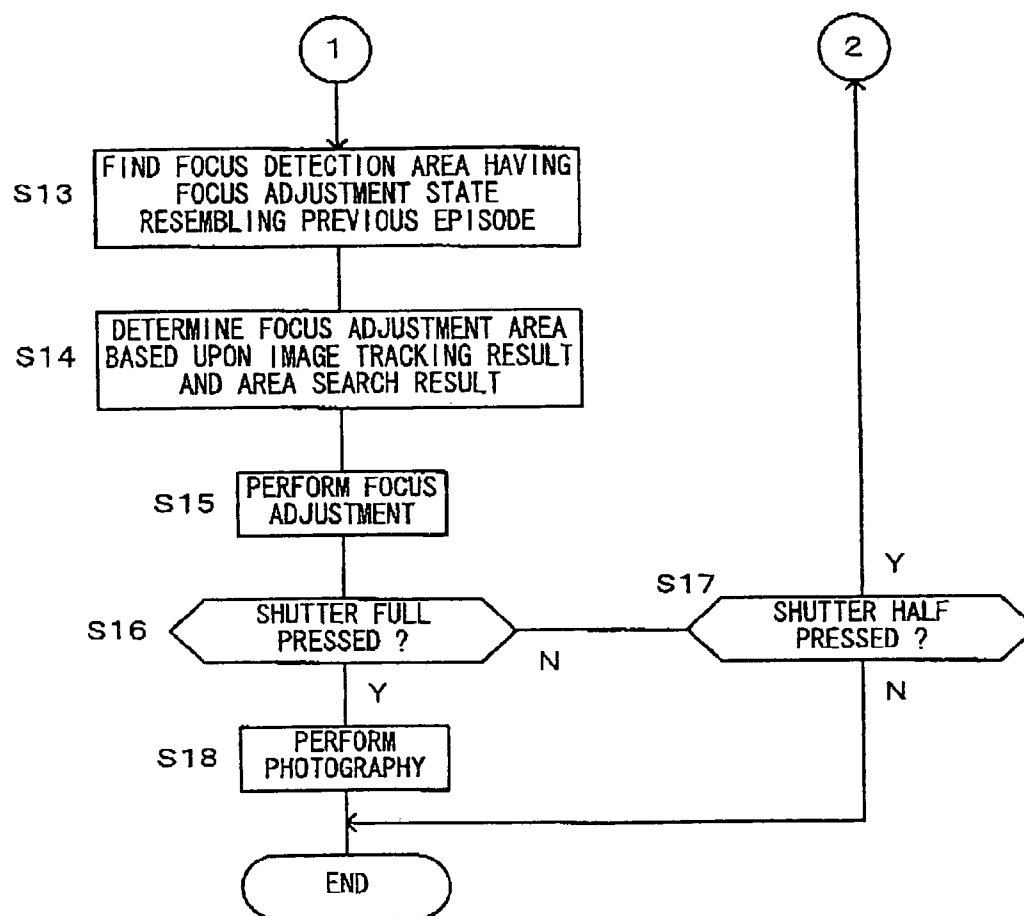 1
2
S13
FIND FOCUS DETECTION AREA HAVING
FOCUS ADJUSTMENT STATE
RESEMBLING PREVIOUS EPISODE
S14
DETERMINE FOCUS ADJUSTMENT AREA
BASED UPON IMAGE TRACKING RESULT
AND AREA SEARCH RESULT
S15
PERFORM FOCUS
ADJUSTMENT
S16
SHUTTER FULL
PRESSED ?
N
Y
S17
SHUTTER HALF
PRESSED ?
Y
N
S18
PERFORM
PHOTOGRAPHY
END